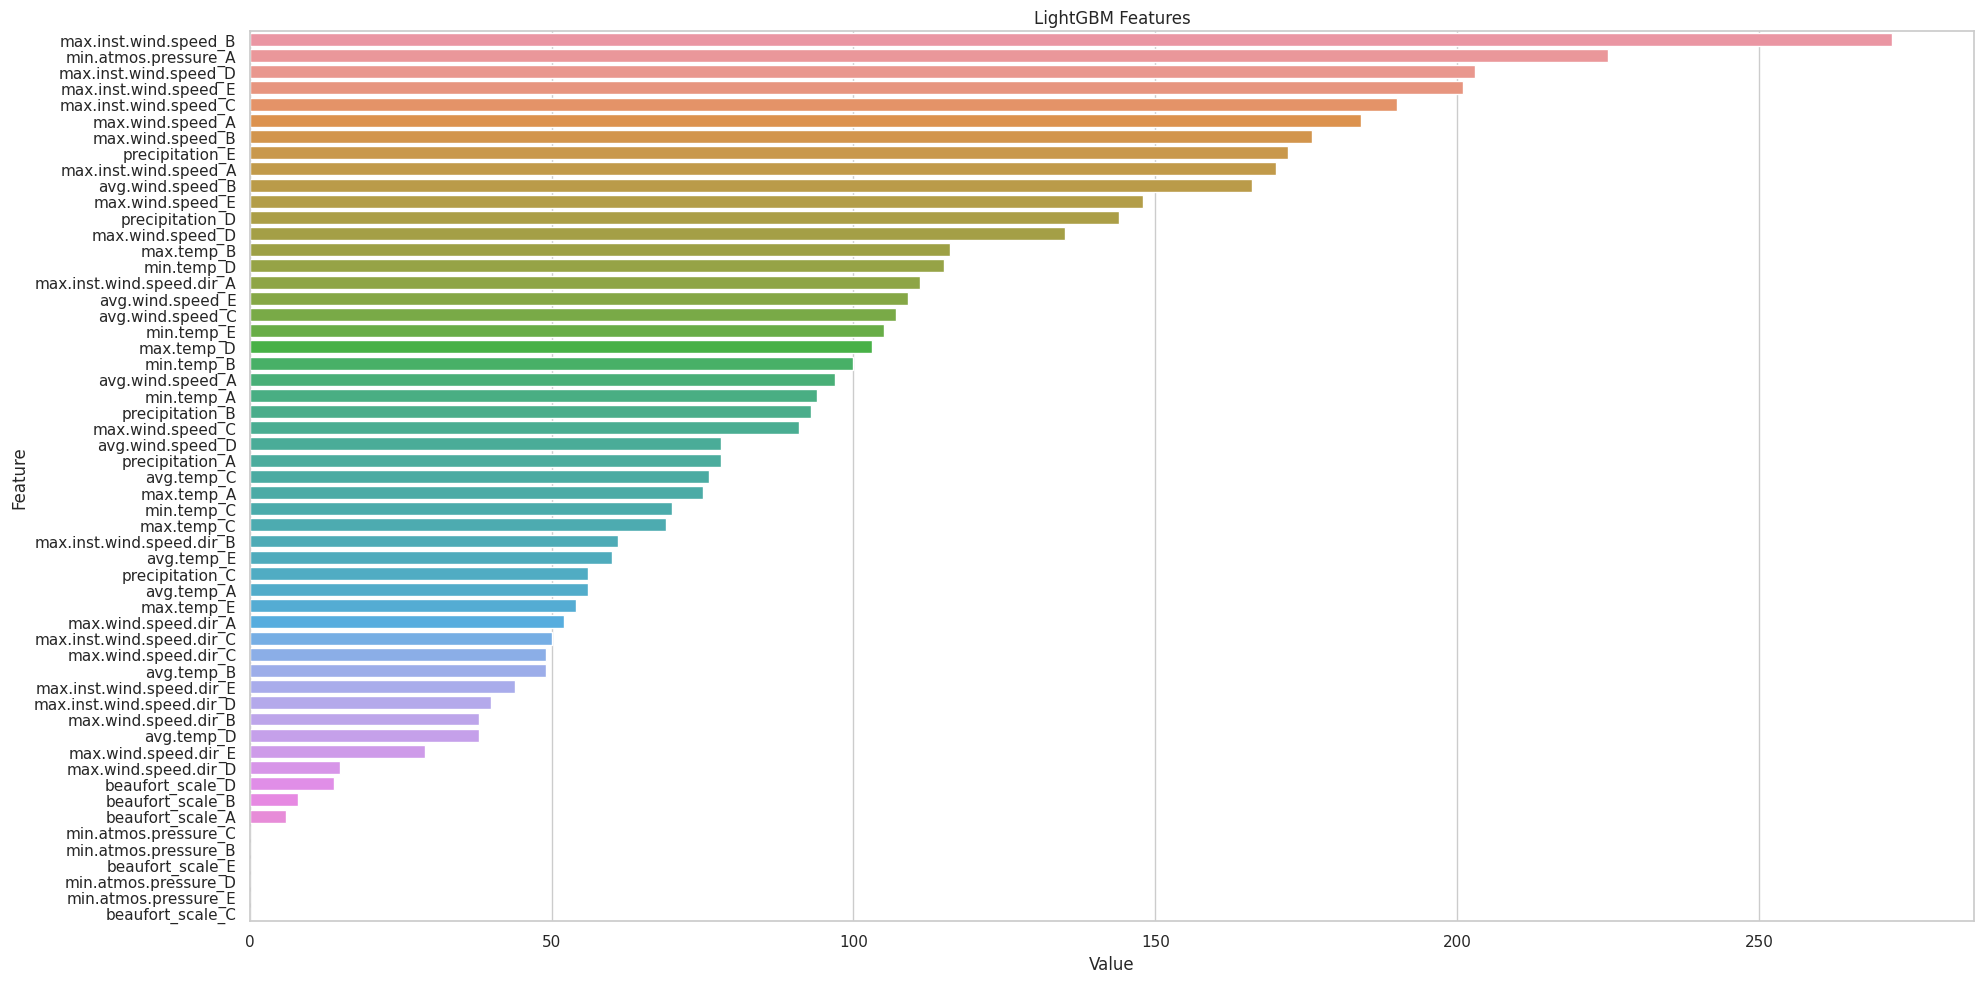 LightGBM Features
max.inst.wind.speed_B
min.atmos.pressure_A
max.inst.wind.speed_D
max.inst.wind.speed_E
max.inst.wind.speed_C
max.wind.speed_A
max.wind.speed_B
precipitation_E
max.inst.wind.speed_A
avg.wind.speed_B
max.wind.speed_E
precipitation_D
max.wind.speed_D
max.temp_B
min.temp_D
max.inst.wind.speed.dir_A
avg.wind.speed_E
avg.wind.speed_C
min.temp_E
max.temp_D
min.temp_B
avg.wind.speed_A
min.temp_A
precipitation_B
max.wind.speed_C
avg.wind.speed_D
precipitation_A
avg.temp_C
max.temp_A
min.temp_C
max.temp_C
max.inst.wind.speed.dir_B
avg.temp_E
precipitation_C
avg.temp_A
max.temp_E
max.wind.speed.dir_A
max.inst.wind.speed.dir_C
max.wind.speed.dir_C
avg.temp_B
max.inst.wind.speed.dir_E
max.inst.wind.speed.dir_D
max.wind.speed.dir_B
avg.temp_D
max.wind.speed.dir_E
max.wind.speed.dir_D
beaufort_scale_D
beaufort_scale_B
beaufort_scale_A
min.atmos.pressure_C
min.atmos.pressure_B
beaufort_scale_E
min.atmos.pressure_D
min.atmos.pressure_E
beaufort_scale_C
Feature
0 50 100 150 200 250
Value